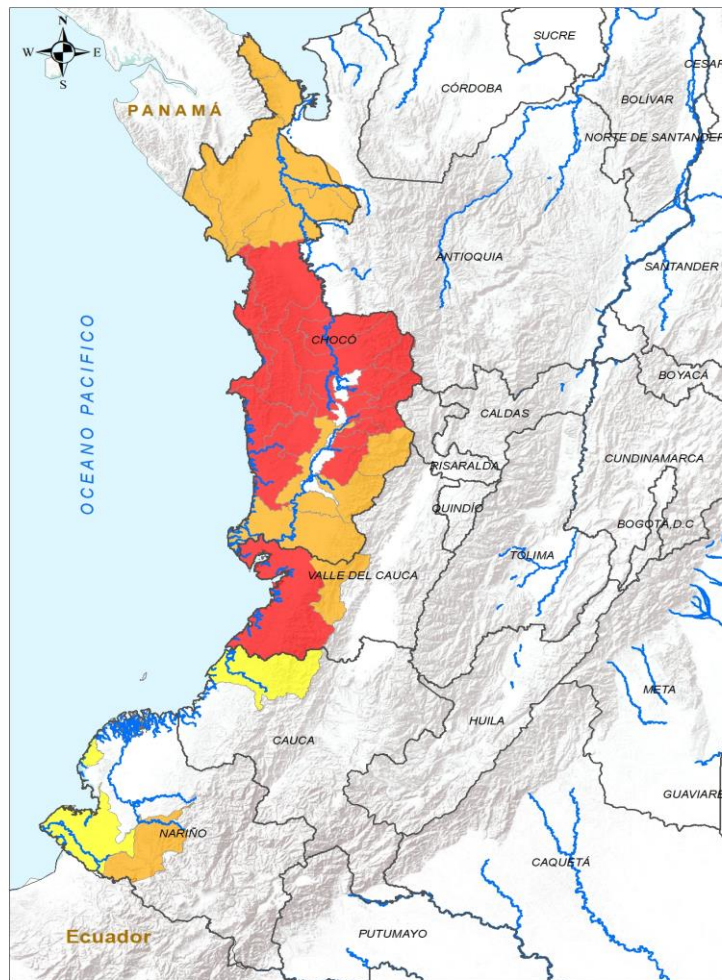 N
W
E
S
SUCRE
CESAR
CÓRDOBA
BOLÍVAR
PANAMÁ
NORTE DE SANTANDER
ANTIOQUIA
SANTANDER
OCEANO PACIFICO
CHOCÓ
BOYACÁ
CALDAS
CUNDINAMARCA
RISARALDA
QUINDÍO
BOGOTÁ,D.C
TOLIMA
VALLE DEL CAUCA
META
HUILA
CAUCA
GUAVIARE
NARIÑO
CAQUETÁ
Ecuador
PUTUMAYO